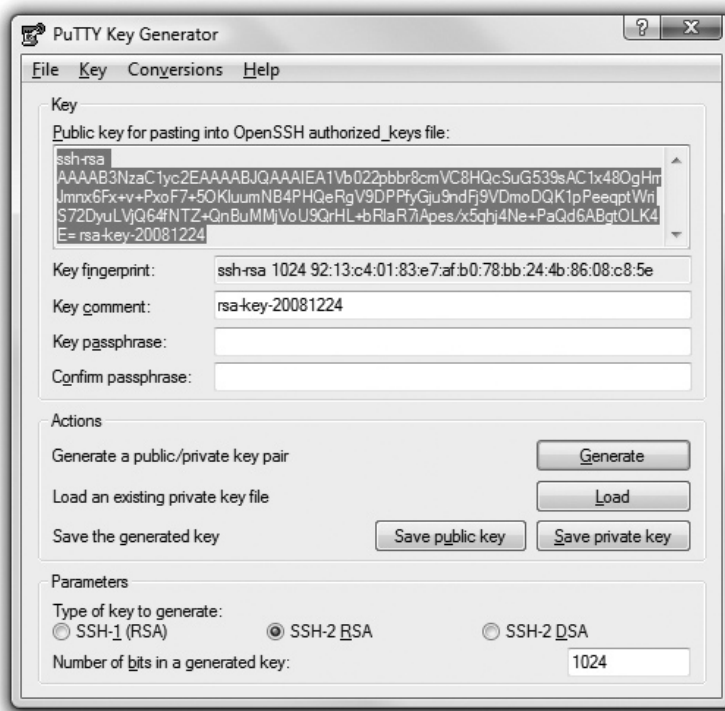 PuTTY Key Generator
File Key Conversions Help
Key
Public key for pasting into OpenSSH authorized_keys file:
ssh-rsa
AAAAB3NzaC1yc2EAAAABJQAAAIEA1Vb022pbbr8cmVC8HQcSuG539sAC1x48OgHm
Jmnx6Fx+v+PxoF7+5OKluumNB4PHQeRgV9DPPfyGju9ndFj9VDmoDQK1pPeeqptWri
S72DyuLVjQ64fNTZ+QnBuMMjVoU9QrHL+bRlaR7iApes/x5qhj4Ne+PaQd6ABgtOLK4
E= rsa-key-20081224
Key fingerprint: ssh-rsa 1024 92:13:c4:01:83:e7:af:b0:78:bb:24:4b:86:08:c8:5e
Key comment: rsa-key-20081224
Key passphrase:
Confirm passphrase:
Actions
Generate a public/private key pair Generate
Load an existing private key file Load
Save the generated key Save public key Save private key
Parameters
Type of key to generate:
SSH-1 (RSA) SSH-2 RSA SSH-2 DSA
Number of bits in a generated key: 1024